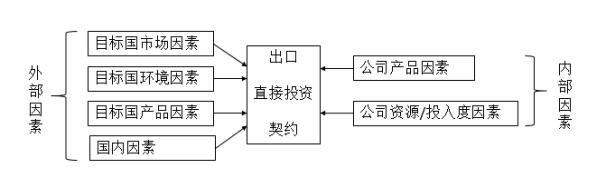 外部因素
目标国市场因素
目标国环境因素
目标国产品因素
国内因素
出口
直接投资
契约
公司产品因素
公司资源/投入度因素
内部因素